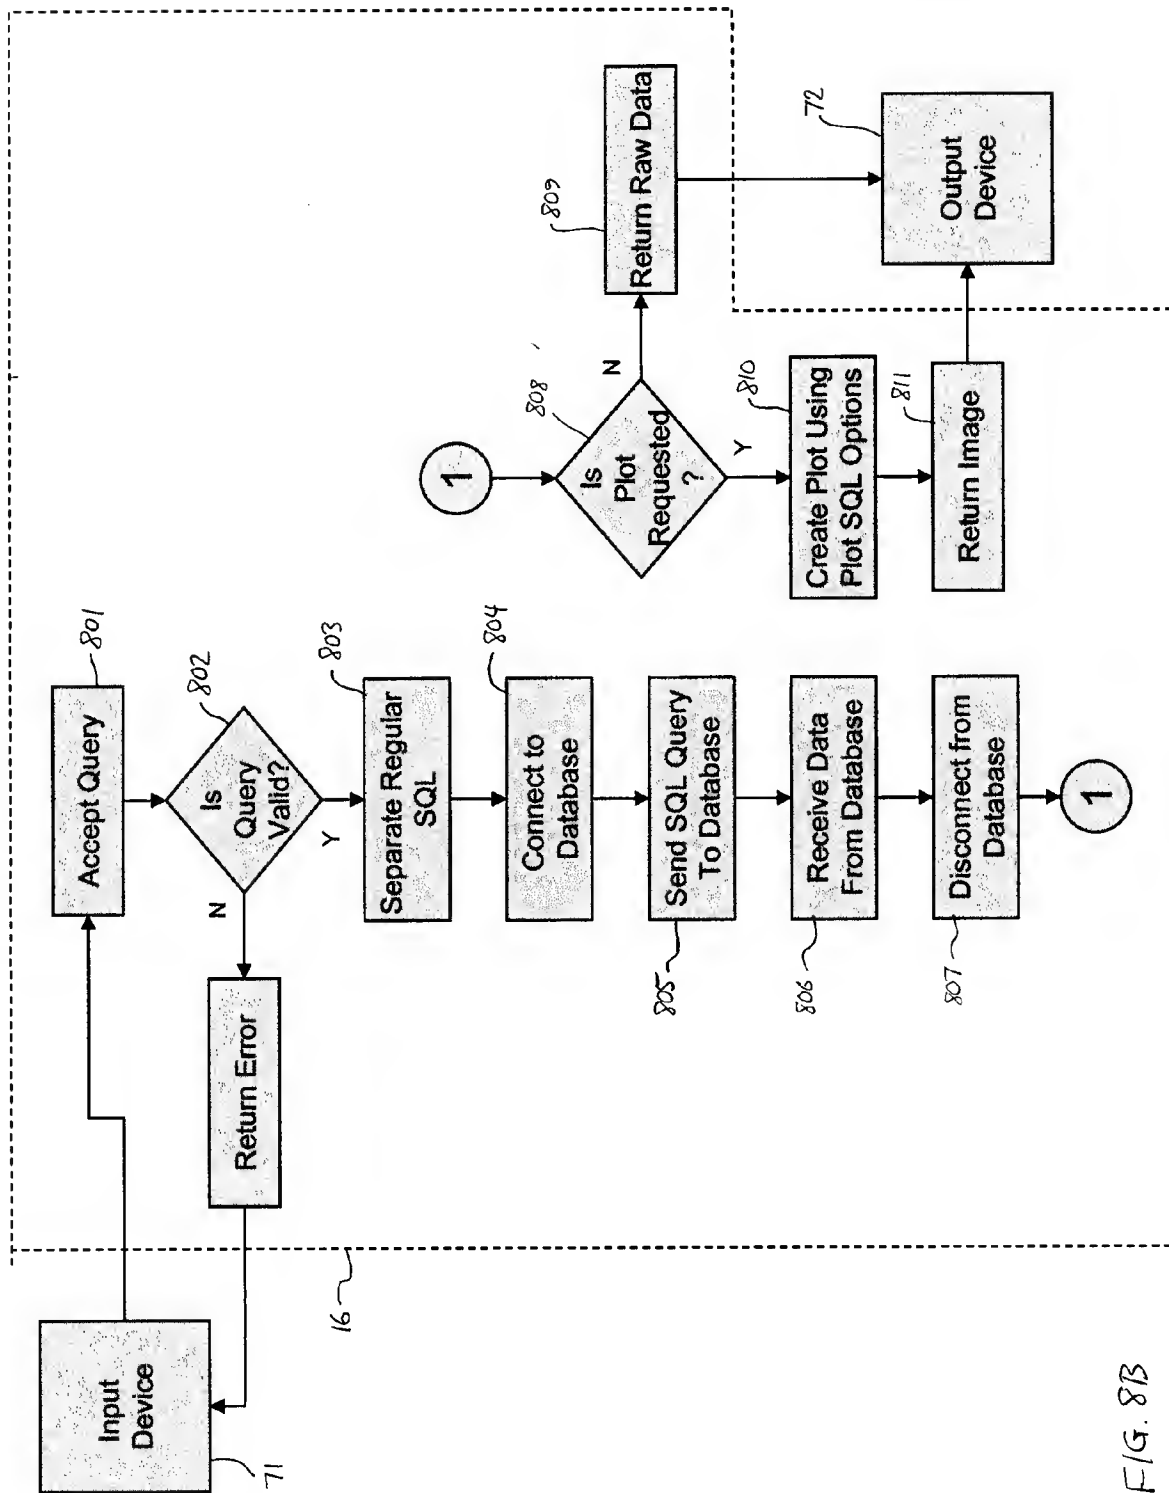 Input
Device
71
16
Accept Query
801
Is
Query
Valid?
802
N
Y
Return Error
Separate Regular
SQL
803
Connect to
Database
804
Send SQL Query
To Database
805
Receive Data
From Database
806
Disconnect from
Database
807
1
1
Is
Plot
Requested
?
808
N
Y
Return Raw Data
809
Create Plot Using
Plot SQL Options
810
Return Image
811
Output
Device
72
FIG. 8B